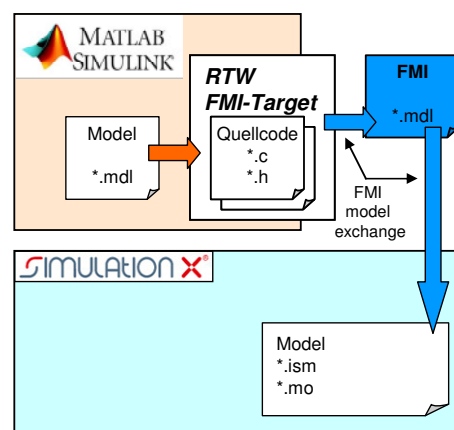 MATLAB
SIMULINK
RTW
FMI-Target
FMI
*.mdl
Model
*.mdl
Quellcode
*.c
*.h
FMI
model
exchange
SIMULATION X®
Model
*.ism
*.mo